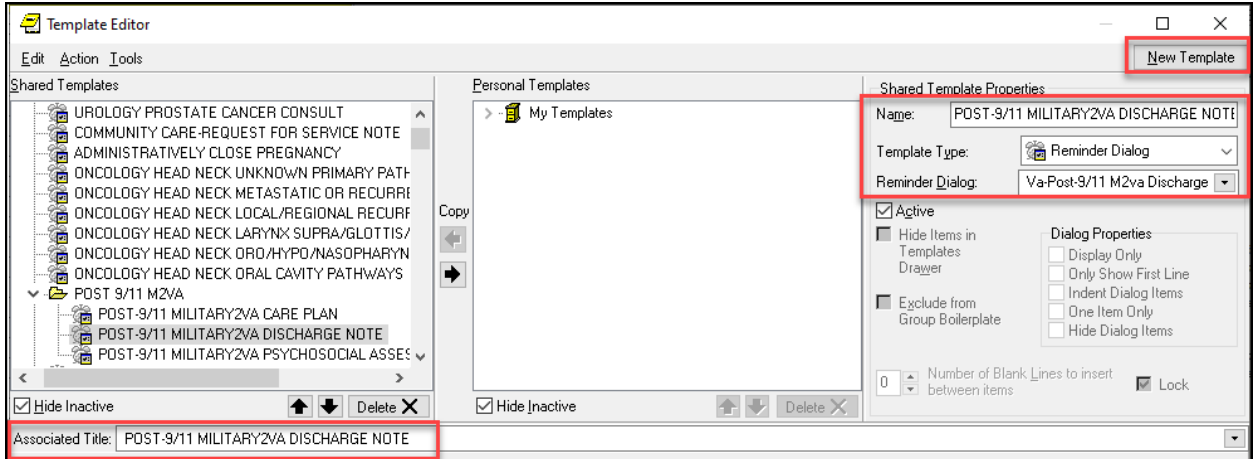 Template Editor
Edit Action Tools
New Template
Shared Templates
UROLOGY PROSTATE CANCER CONSULT
COMMUNITY CARE-REQUEST FOR SERVICE NOTE
ADMINISTRATIVELY CLOSE PREGNANCY
ONCOLOGY HEAD NECK UNKNOWN PRIMARY PATH
ONCOLOGY HEAD NECK METASTATIC OR RECURRE
ONCOLOGY HEAD NECK LOCAL/REGIONAL RECURF
ONCOLOGY HEAD NECK LARYNX SUPRA/GLOTTIS/
ONCOLOGY HEAD NECK ORO/HYPO/NASOPHARYN
ONCOLOGY HEAD NECK ORAL CAVITY PATHWAYS
POST 9/11 M2VA
POST-9/11 MILITARY2VA CARE PLAN
POST-9/11 MILITARY2VA DISCHARGE NOTE
POST-9/11 MILITARY2VA PSYCHOSOCIAL ASSES
Hide Inactive
Delete
Copy
Personal Templates
My Templates
Hide Inactive
Delete
Shared Template Properties
Name: POST-9/11 MILITARY2VA DISCHARGE NOTE
Template Type: Reminder Dialog
Reminder Dialog: Va-Post-9/11 M2va Discharge
Active
Hide Items in
Templates
Drawer
Exclude from
Group Boilerplate
Dialog Properties
Display Only
Only Show First Line
Indent Dialog Items
One Item Only
Hide Dialog Items
0 Number of Blank Lines to insert
between items
Lock
Associated Title: POST-9/11 MILITARY2VA DISCHARGE NOTE